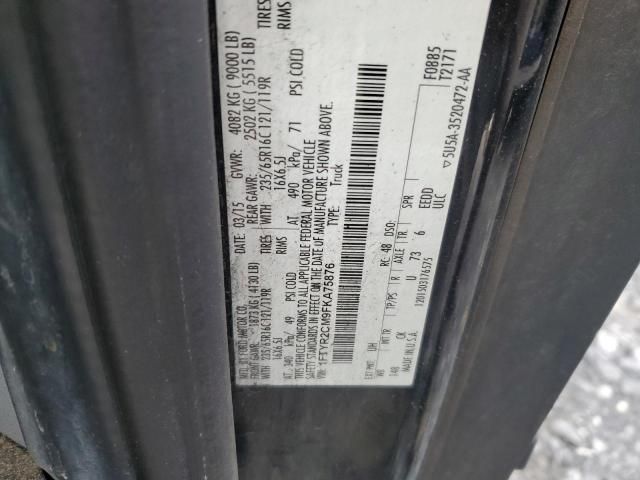 MFD. BY FORD MOTOR CO.
DATE: 03/15 GVWR: 4082 KG ( 9000 LB)
FRONT GAWR: 1873 KG ( 4130 LB) REAR GAWR: 2502 KG ( 5515 LB)
WITH 235/65R16C 121/119R TIRES WITH 235/65R16C 121/119R TIRES
16X6.5J RIMS 16X6.5J RIMS
AT 340 kPa/ 49 PSI COLD AT 490 kPa/ 71 PSI COLD
THIS VEHICLE CONFORMS TO ALL APPLICABLE FEDERAL MOTOR VEHICLE
SAFETY STANDARDS IN EFFECT ON THE DATE OF MANUFACTURE SHOWN ABOVE.
VIN: 1FTYR2CM9FKA75876 TYPE: Truck
F0885
T2171
EXT PNT: UH RC: 48 DSO:
WB INT TR TP/PS R AXLE TR SPR
148 CK U 73 6 EEDD
MADE IN U.S.A. ULC
1201503176575
5U5A-3520472-AA